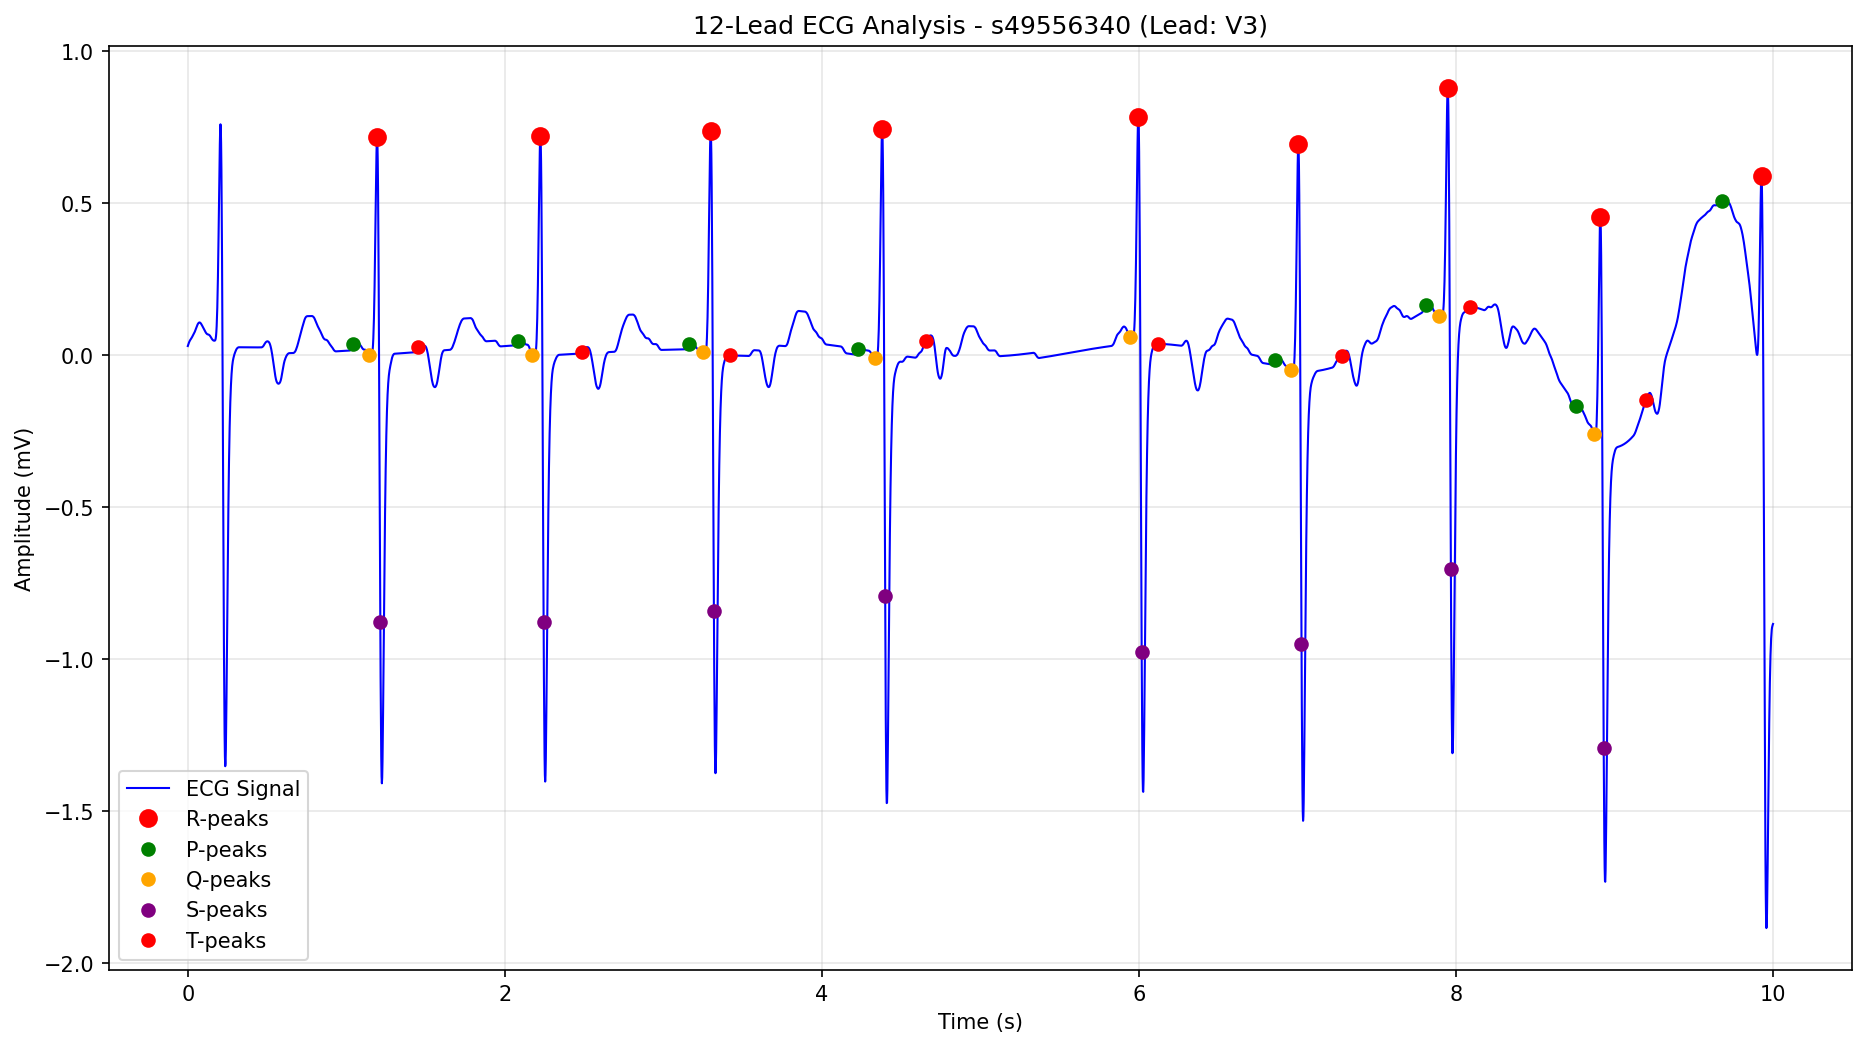 12-Lead ECG Analysis - s49556340 (Lead: V3)
1.0
0.5
0.0
−0.5
−1.0
−1.5
−2.0
Amplitude (mV)
ECG Signal
R-peaks
P-peaks
Q-peaks
S-peaks
T-peaks
0 2 4 6 8 10
Time (s)